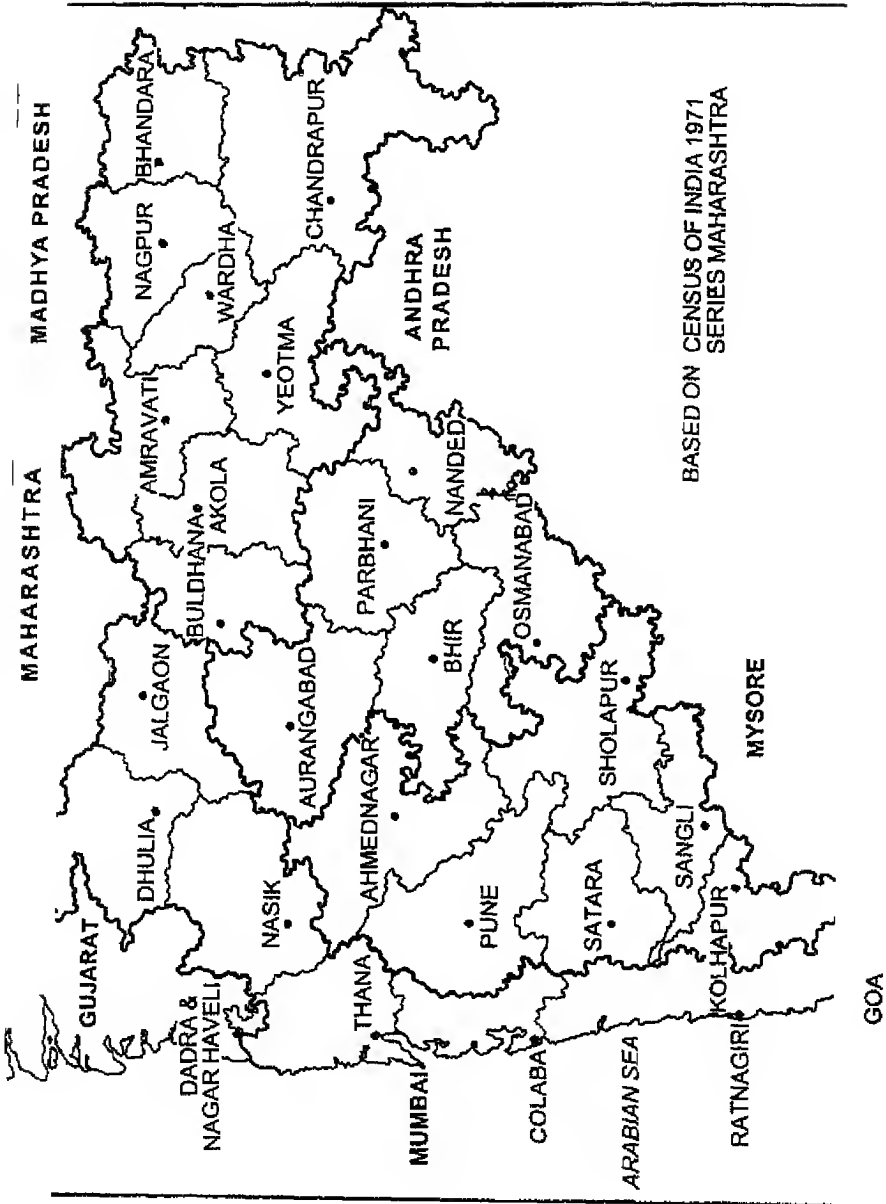 MAHARASHTRA
MADHYA PRADESH
GUJARAT
DHULIA
JALGAON
BULDHANA
AKOLA
AMRAVATI
NAGPUR
BHANDARA
WARDHA
YEOTMA
CHANDRAPUR
DADRA &
NAGAR HAVELI
NASIK
AURANGABAD
PARBHANI
NANDED
ANDHRA
PRADESH
THANA
AHMEDNAGAR
BHIR
MUMBAI
PUNE
OSMANABAD
COLABA
SATARA
SHOLAPUR
ARABIAN SEA
SANGLI
KOLHAPUR
RATNAGIRI
MYSORE
GOA
BASED ON CENSUS OF INDIA 1971
SERIES MAHARASHTRA